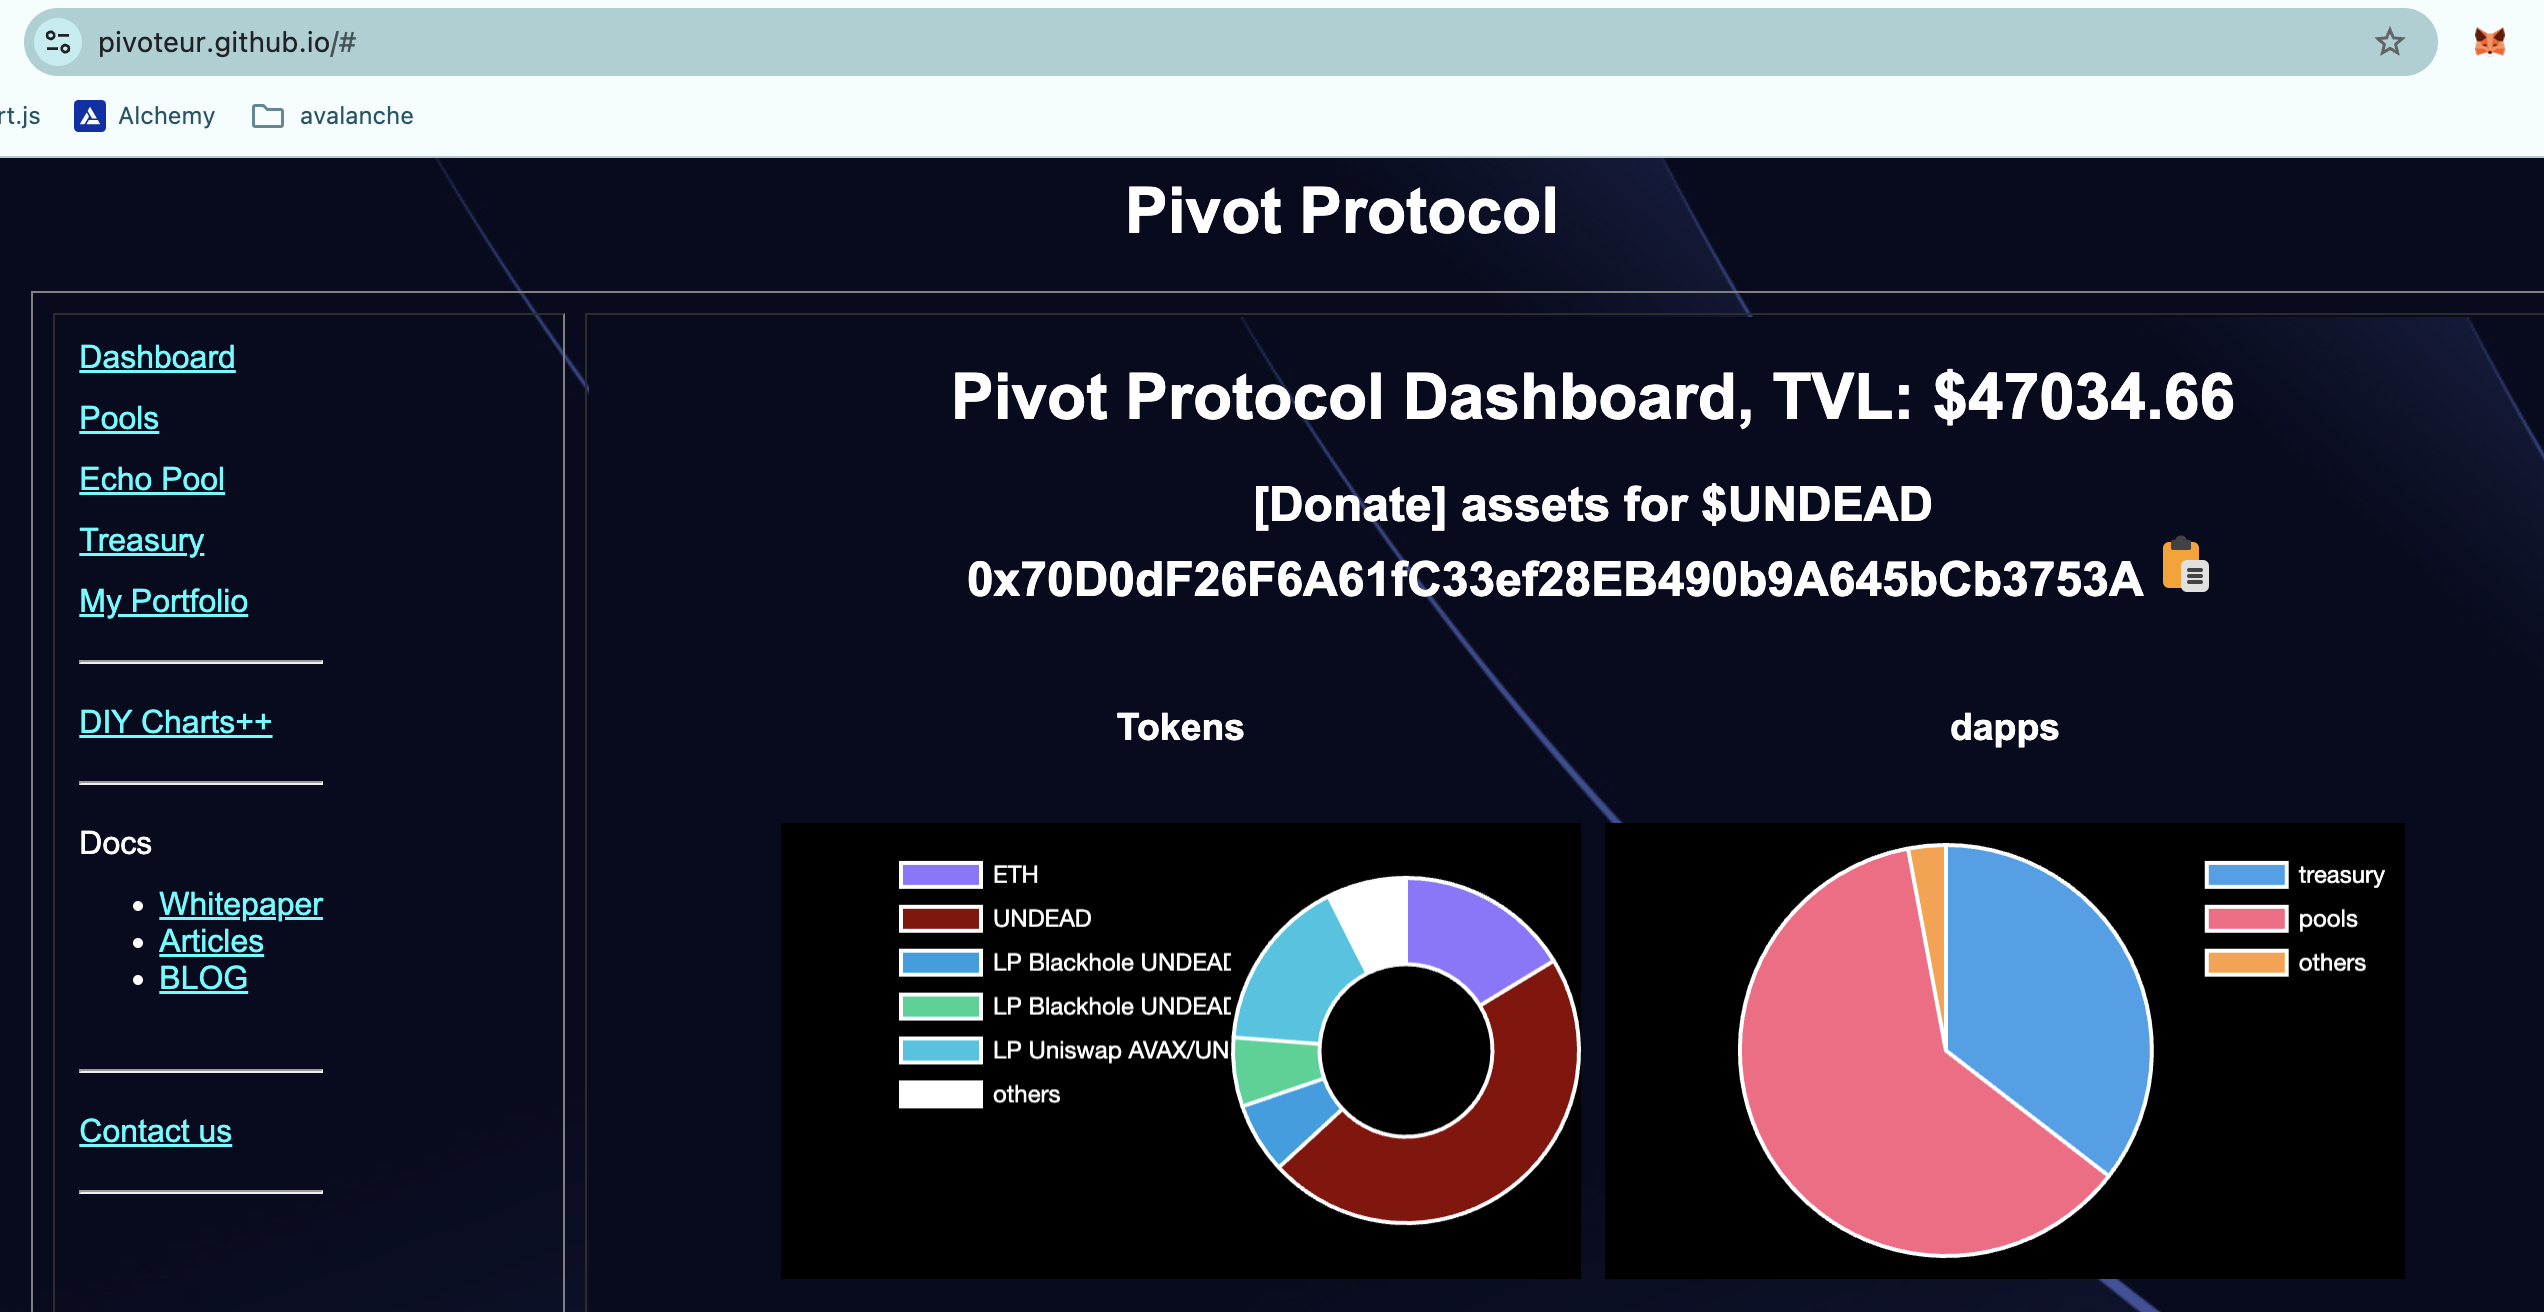 pivoteur.github.io/#
rt.js
Alchemy
avalanche
Pivot Protocol
Dashboard
Pools
Echo Pool
Treasury
My Portfolio
DIY Charts++
Docs
Whitepaper
Articles
BLOG
Contact us
Pivot Protocol Dashboard, TVL: $47034.66
[Donate] assets for $UNDEAD
0x70D0dF26F6A61fC33ef28EB490b9A645bCb3753A
Tokens
ETH
UNDEAD
LP Blackhole UNDEAD
LP Blackhole UNDEAD
LP Uniswap AVAX/UN
others
dapps
treasury
pools
others